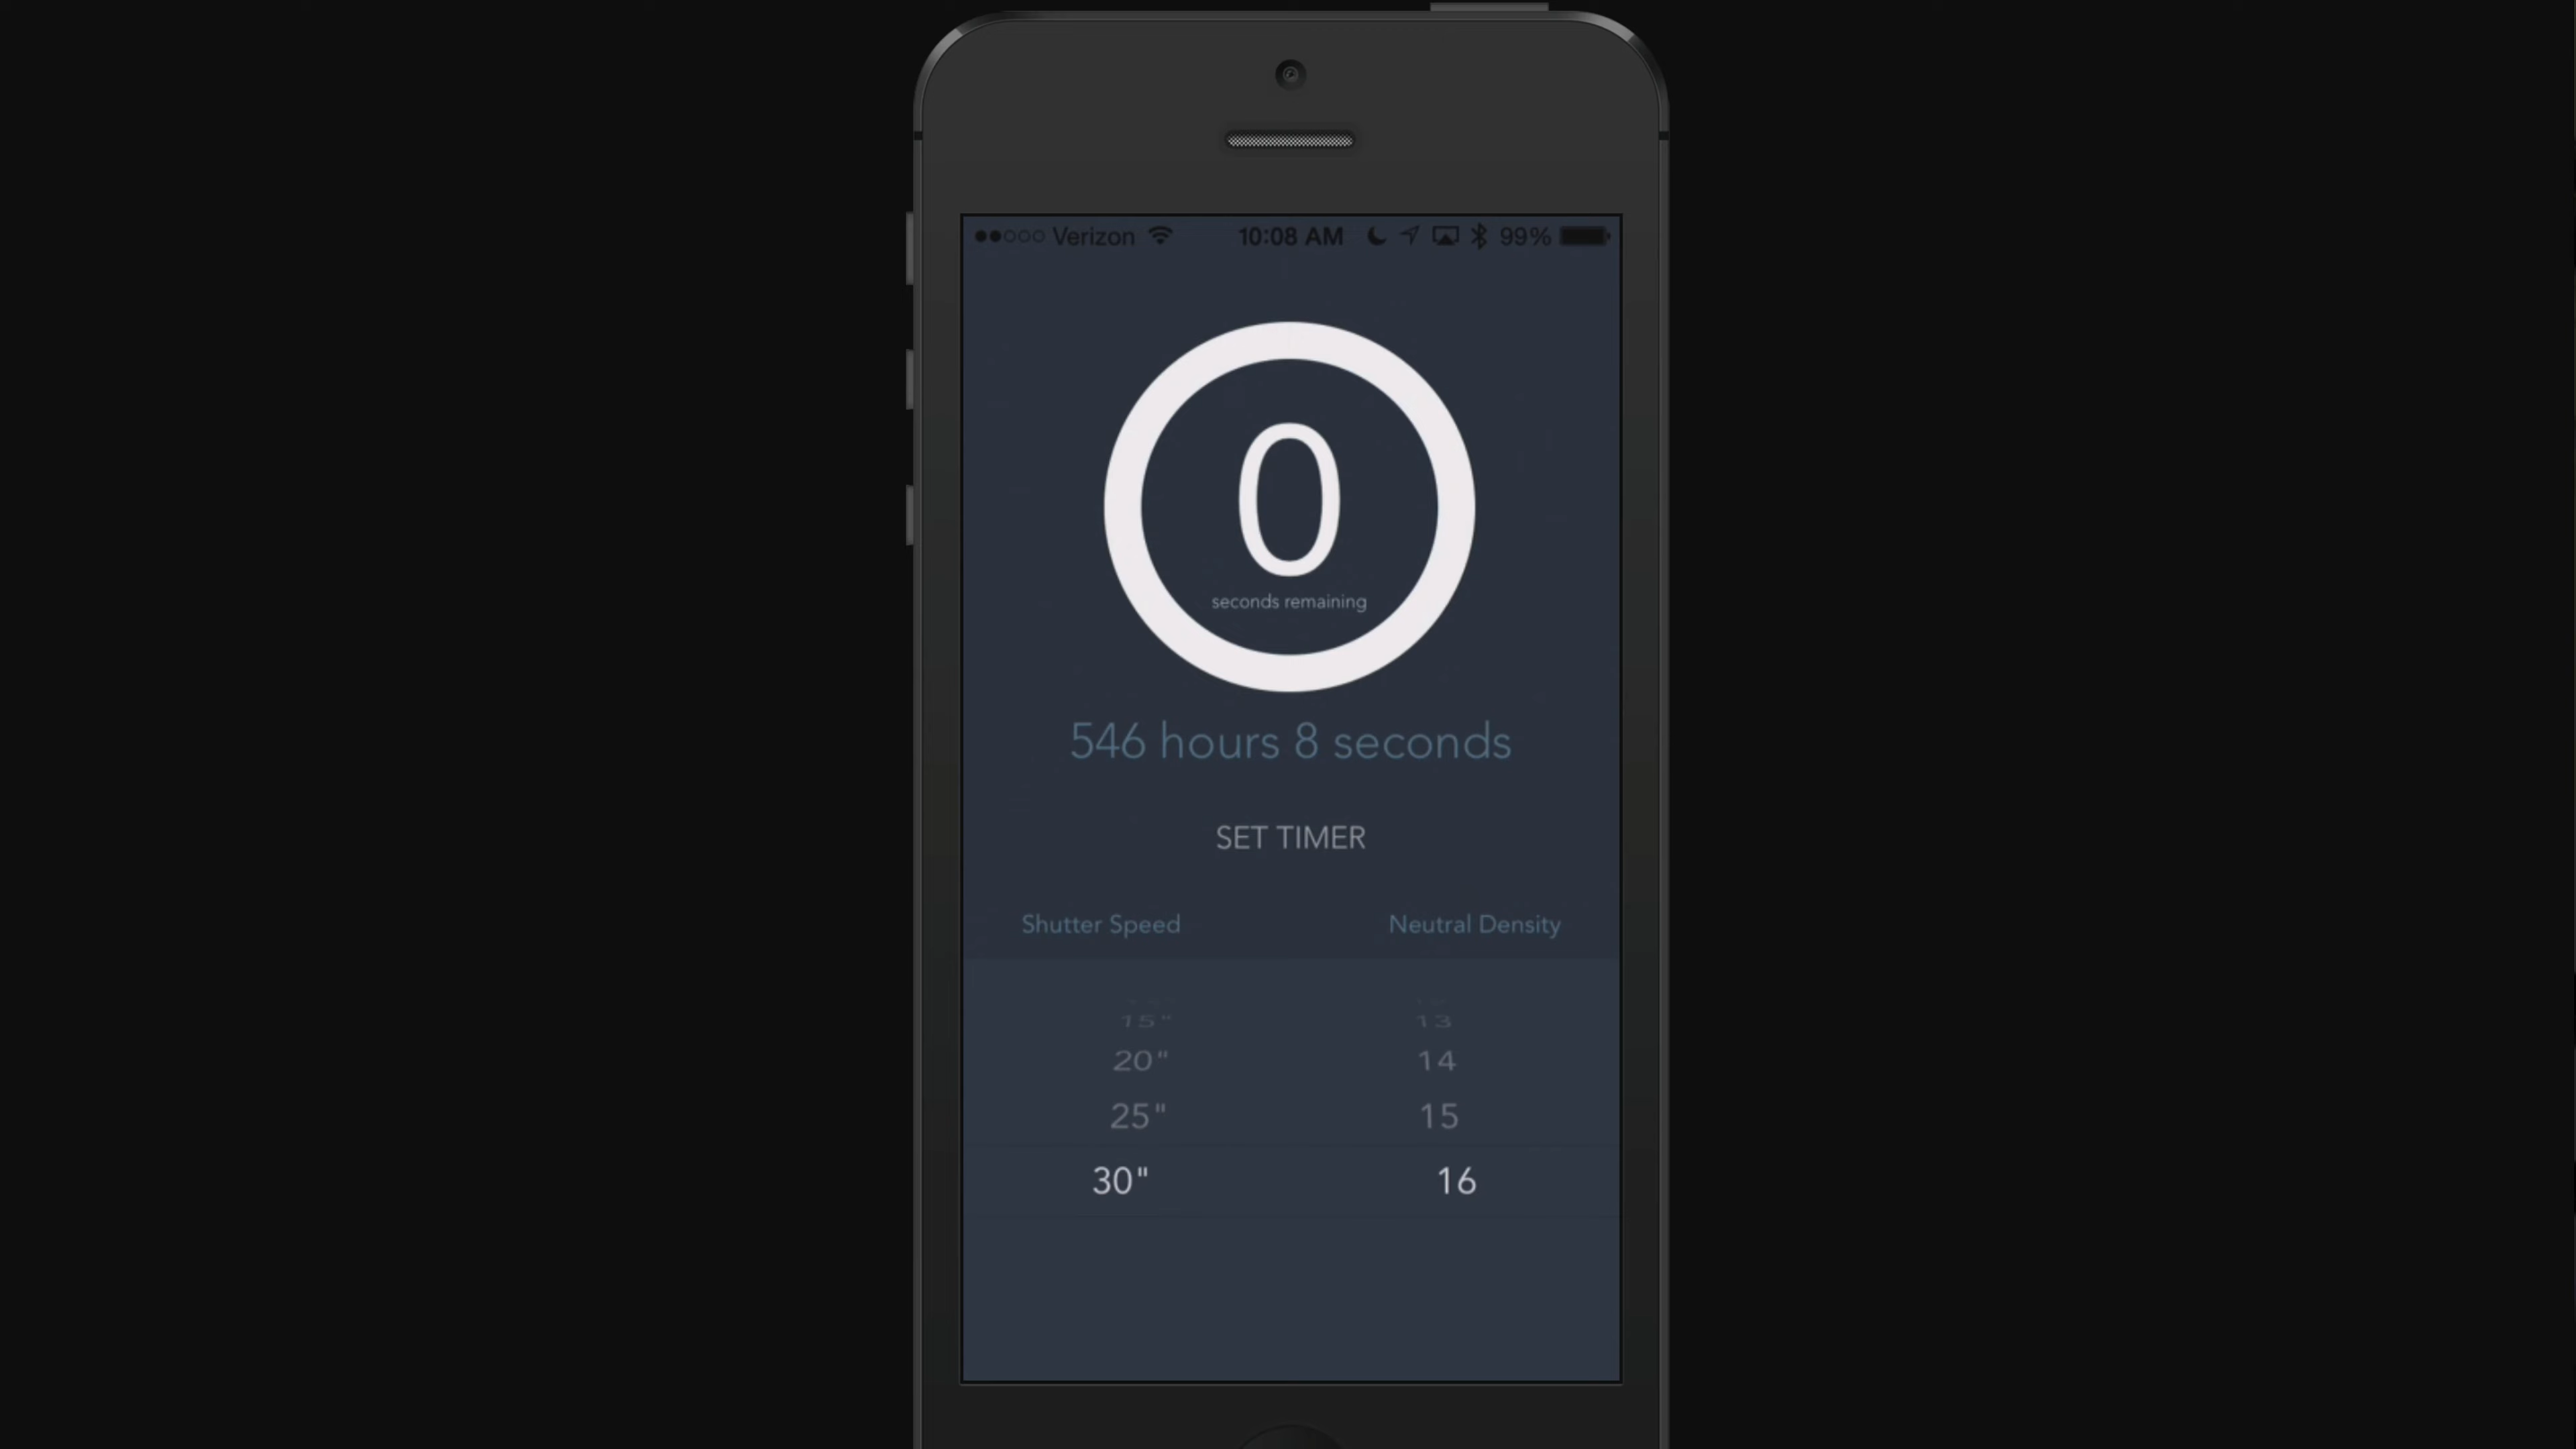 Verizon 10:08 AM 99%
0
seconds remaining
546 hours 8 seconds
SET TIMER
Shutter Speed Neutral Density
15" 13
20" 14
25" 15
30" 16